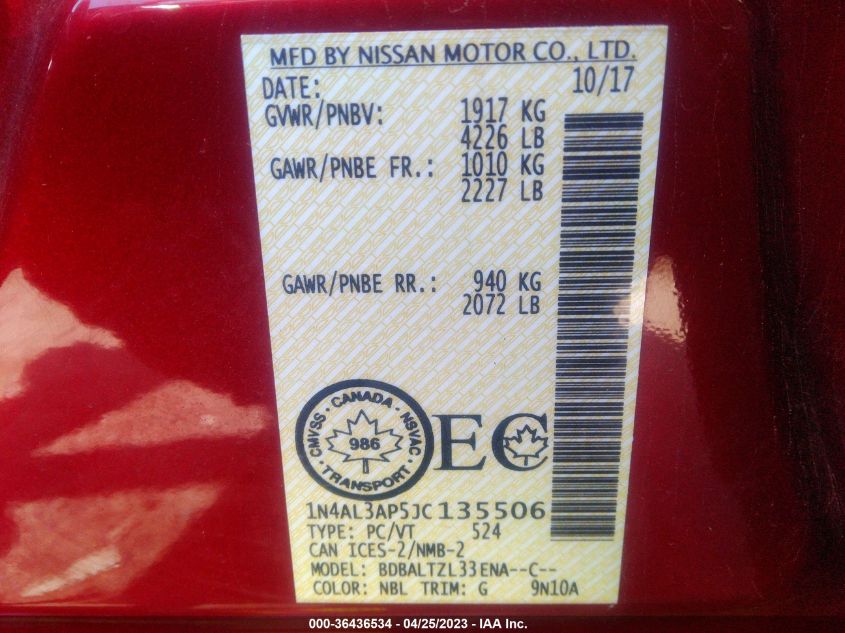 MFD BY NISSAN MOTOR CO., LTD.
DATE: 10/17
GVWR/PNBV: 1917 KG
4226 LB
GAWR/PNBE FR.: 1010 KG
2227 LB
GAWR/PNBE RR.: 940 KG
2072 LB
CMVSS · CANADA · NSVAC
986
· TRANSPORT ·
EC
1N4AL3AP5JC135506
TYPE: PC/VT 524
CAN ICES-2/NMB-2
MODEL: BDBALTZL33ENA--C--
COLOR: NBL TRIM: G 9N10A
000-36436534 - 04/25/2023 - IAA Inc.